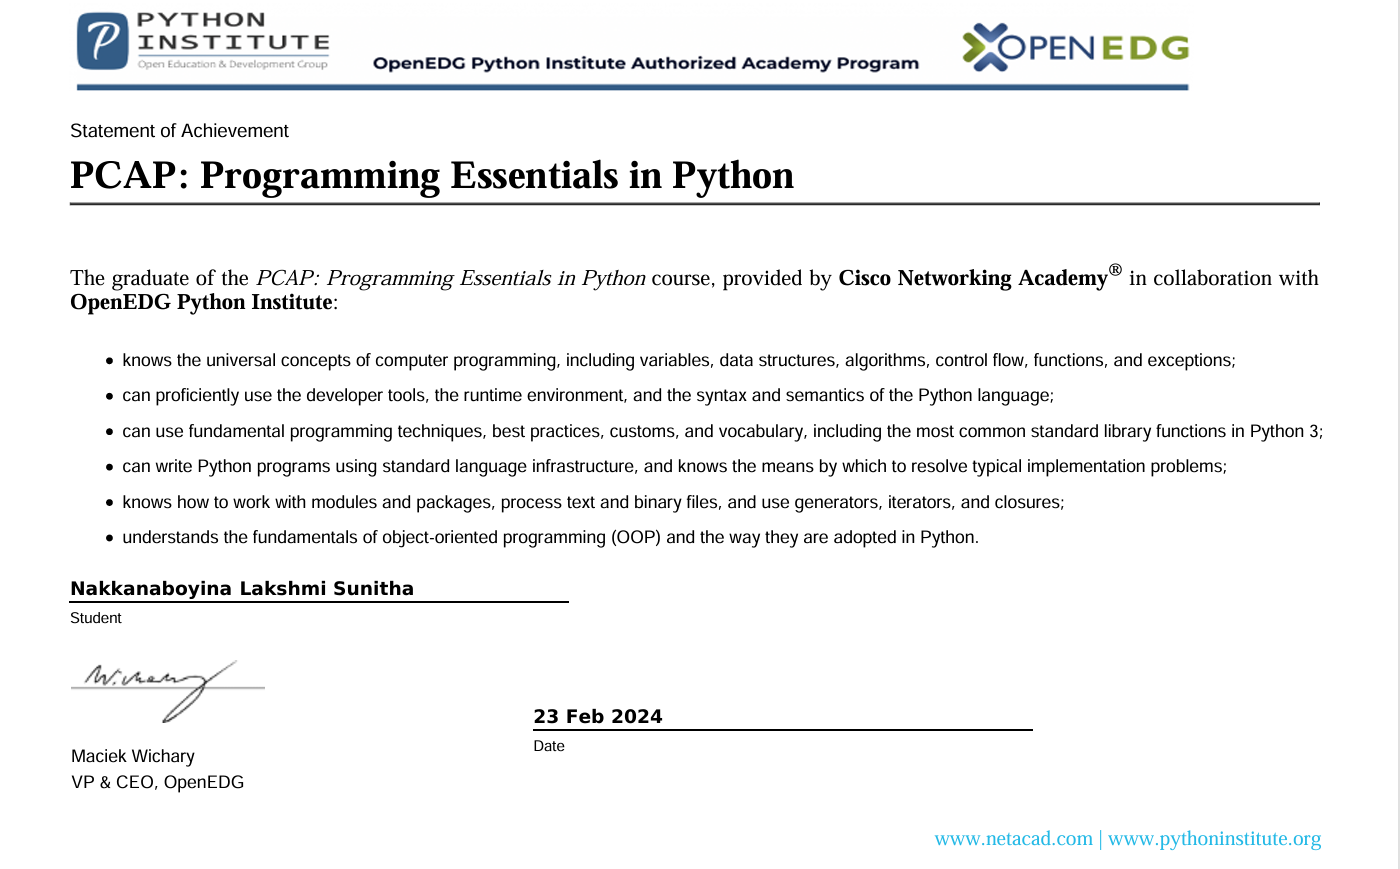 PYTHON
INSTITUTE
Open Education & Development Group
OpenEDG Python Institute Authorized Academy Program
OPENEDG
Statement of Achievement
PCAP: Programming Essentials in Python
The graduate of the PCAP: Programming Essentials in Python course, provided by Cisco Networking Academy® in collaboration with
OpenEDG Python Institute:
• knows the universal concepts of computer programming, including variables, data structures, algorithms, control flow, functions, and exceptions;
• can proficiently use the developer tools, the runtime environment, and the syntax and semantics of the Python language;
• can use fundamental programming techniques, best practices, customs, and vocabulary, including the most common standard library functions in Python 3;
• can write Python programs using standard language infrastructure, and knows the means by which to resolve typical implementation problems;
• knows how to work with modules and packages, process text and binary files, and use generators, iterators, and closures;
• understands the fundamentals of object-oriented programming (OOP) and the way they are adopted in Python.
Nakkanaboyina Lakshmi Sunitha
Student
W.chary
23 Feb 2024
Date
Maciek Wichary
VP & CEO, OpenEDG
www.netacad.com | www.pythoninstitute.org